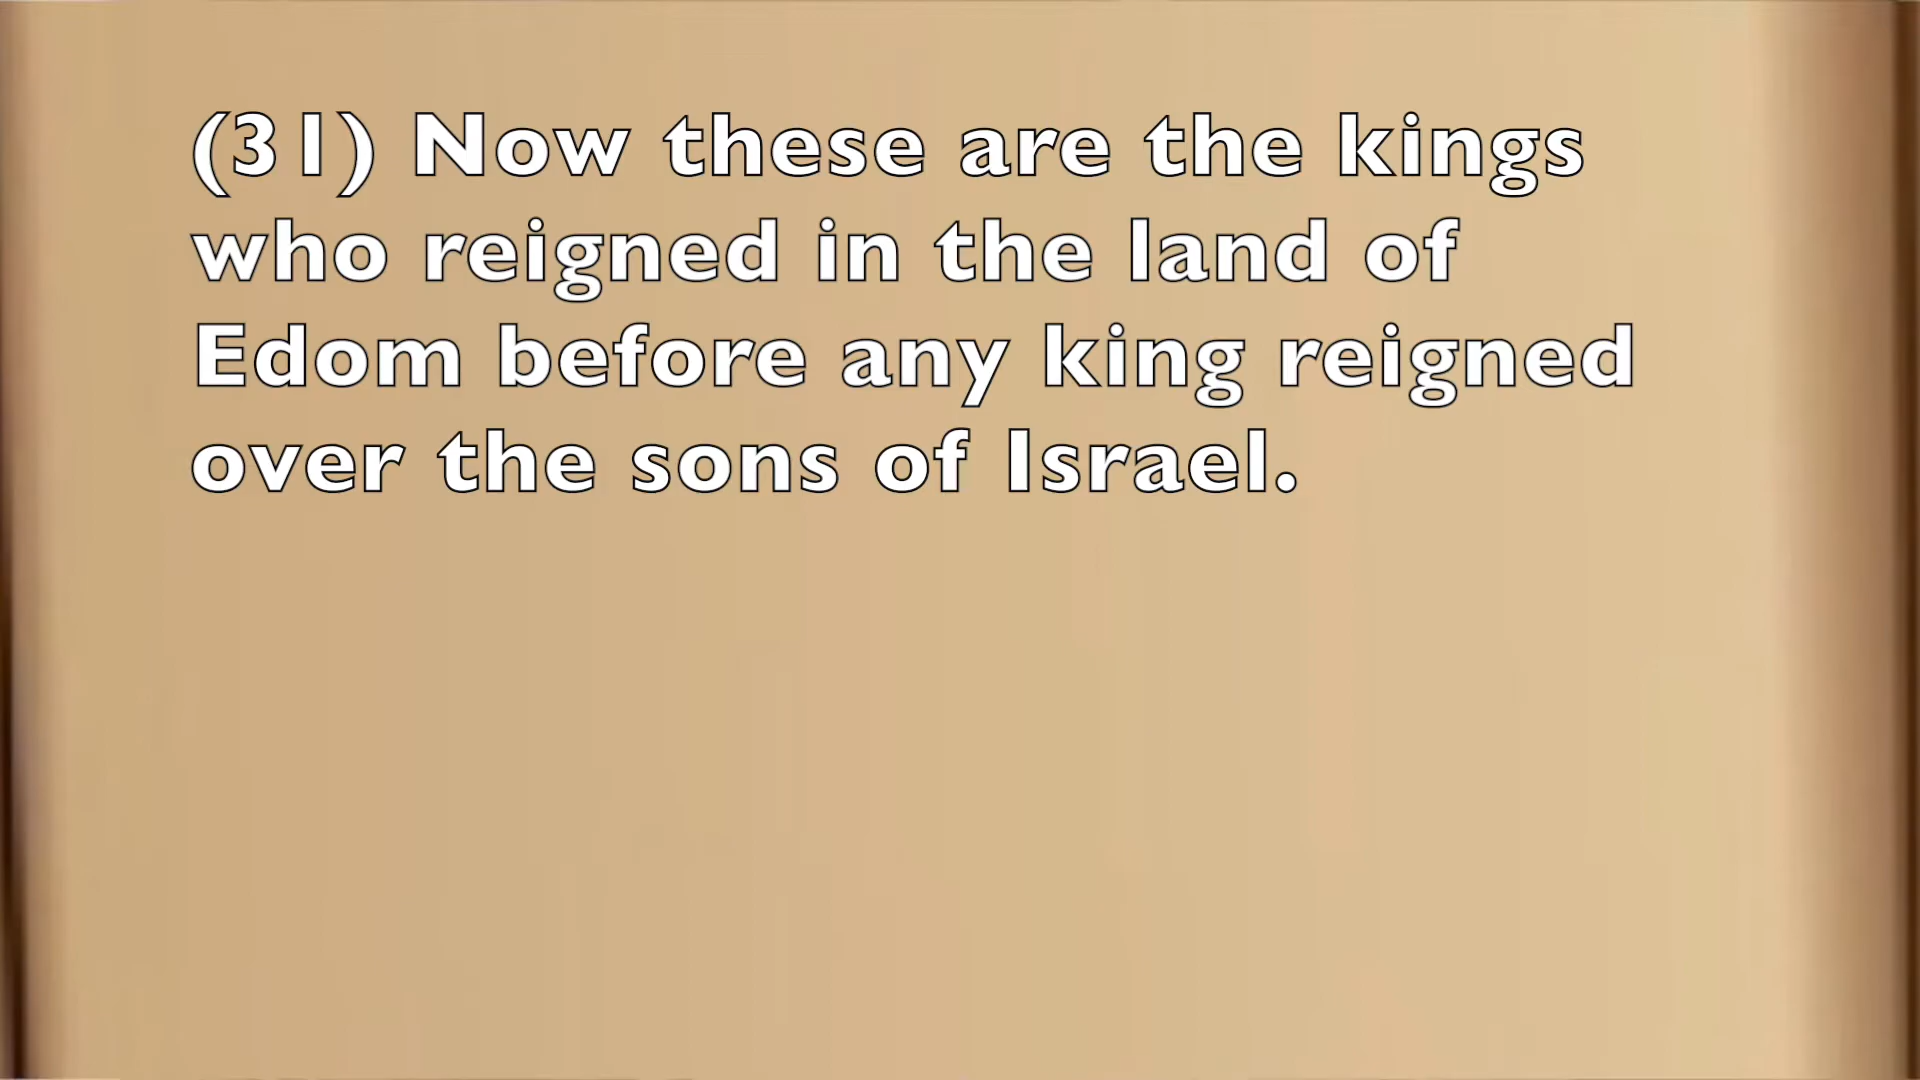 (31) Now these are the kings
who reigned in the land of
Edom before any king reigned
over the sons of Israel.